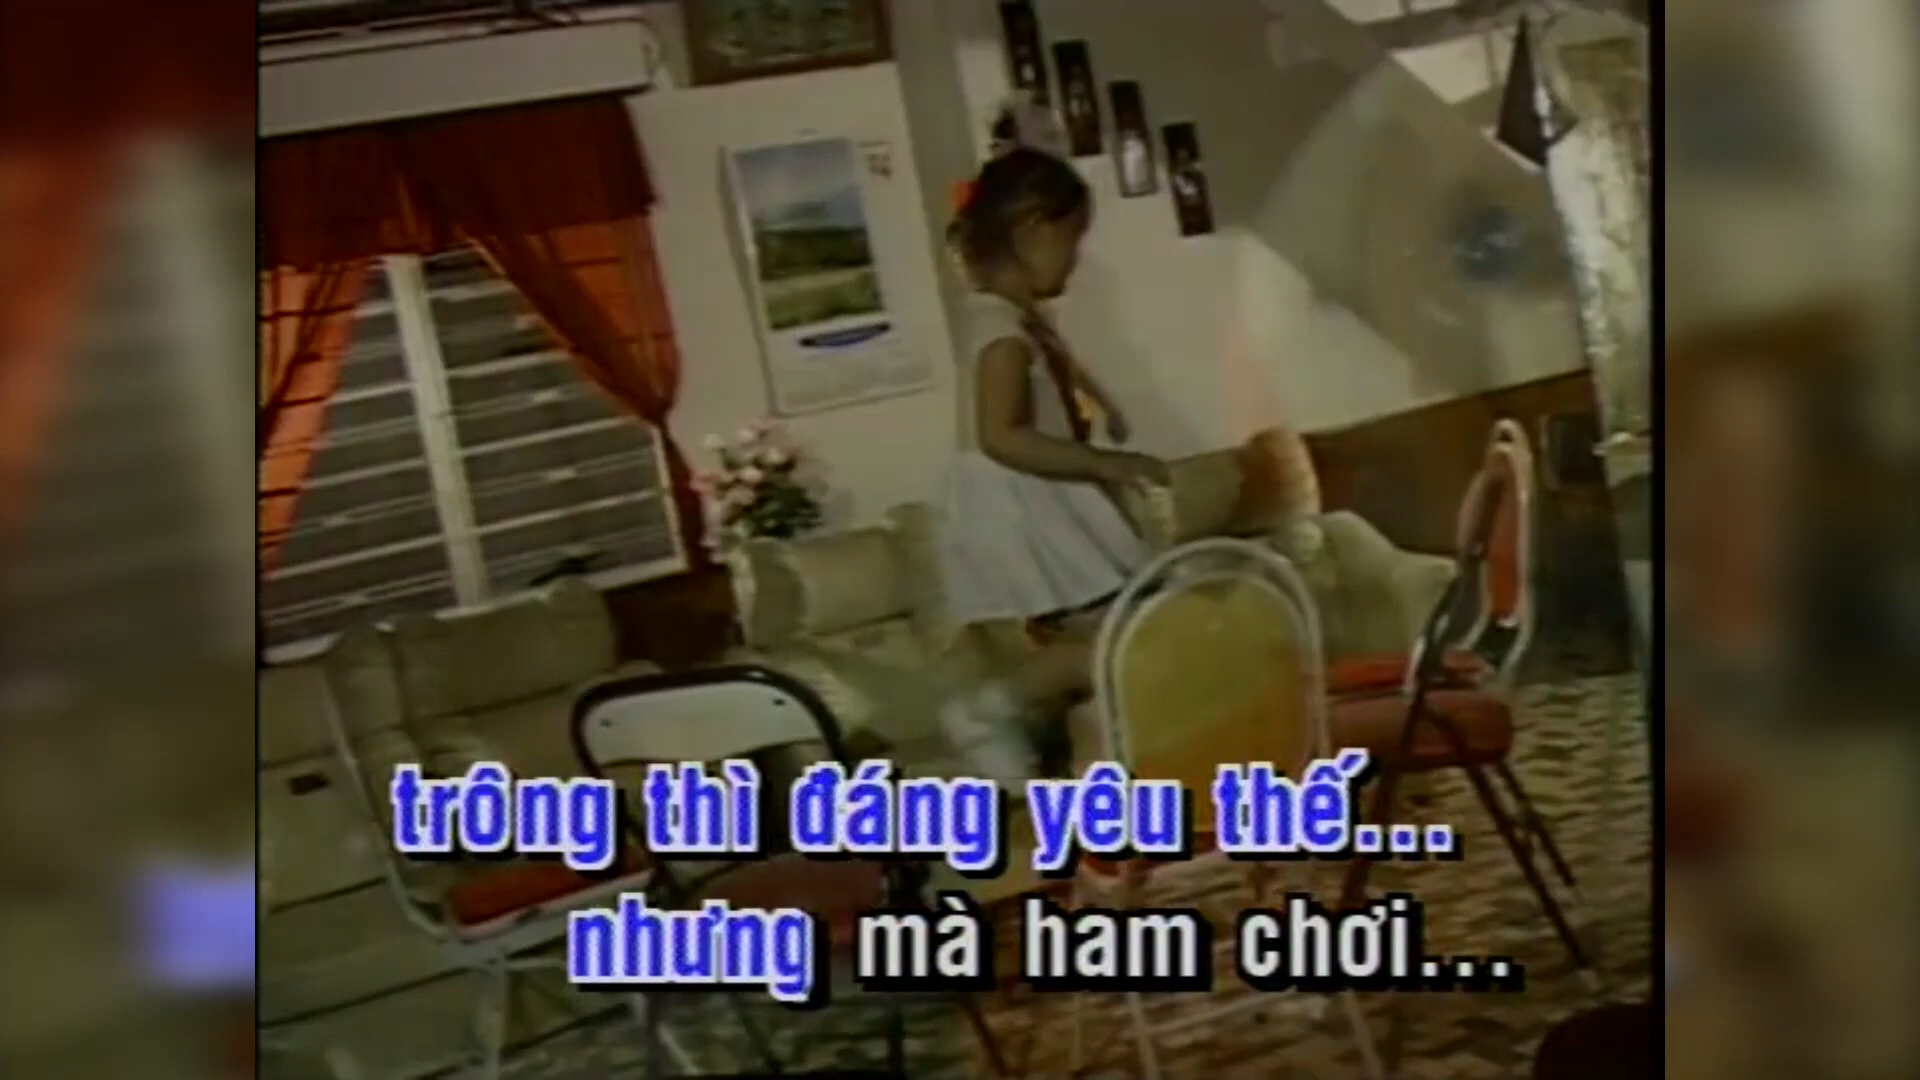 trông thì đáng yêu thế...
nhưng mà ham chơi...